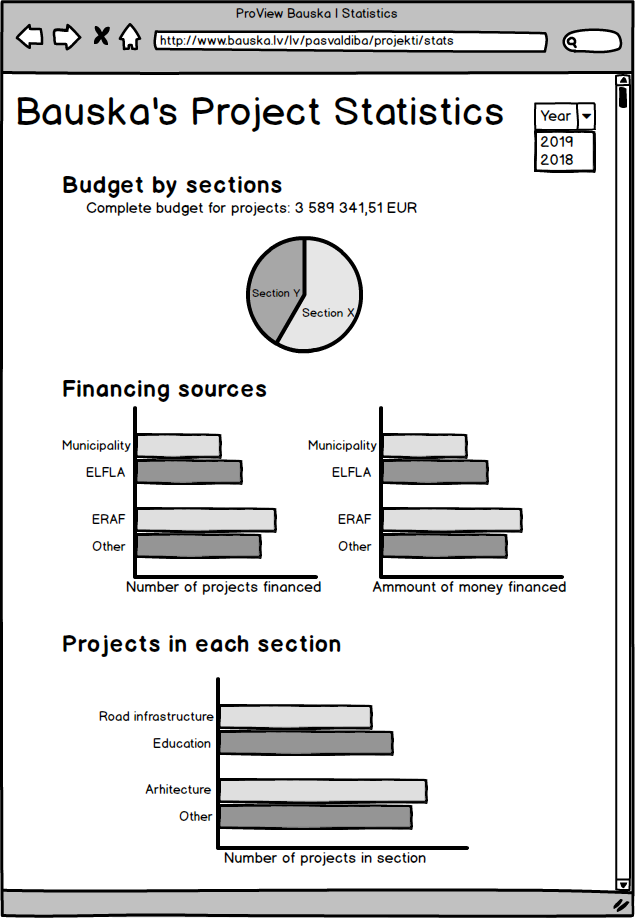 ProView Bauska | Statistics
http://www.bauska.lv/lv/pasvaldiba/projekti/stats
Bauska's Project Statistics
Year
2019
2018
Budget by sections
Complete budget for projects: 3 589 341,51 EUR
Section Y
Section X
Financing sources
Municipality
ELFLA
ERAF
Other
Number of projects financed
Municipality
ELFLA
ERAF
Other
Ammount of money financed
Projects in each section
Road infrastructure
Education
Arhitecture
Other
Number of projects in section